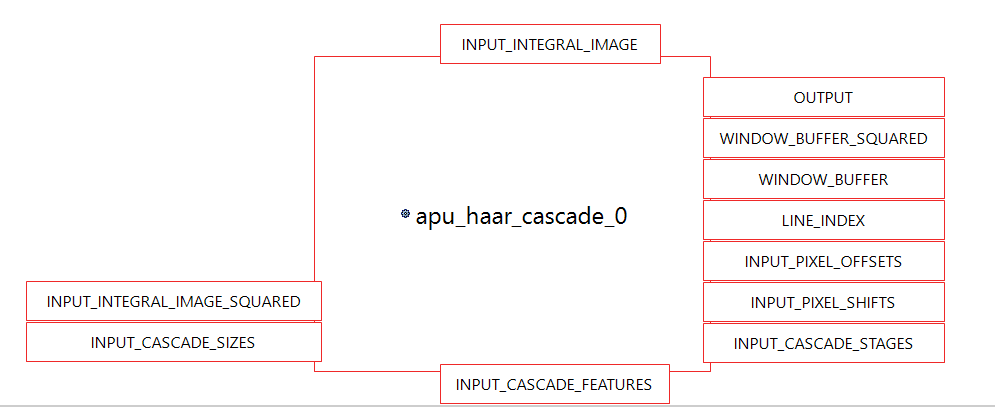 INPUT_INTEGRAL_IMAGE
OUTPUT
WINDOW_BUFFER_SQUARED
WINDOW_BUFFER
LINE_INDEX
apu_haar_cascade_0
INPUT_PIXEL_OFFSETS
INPUT_INTEGRAL_IMAGE_SQUARED
INPUT_PIXEL_SHIFTS
INPUT_CASCADE_SIZES
INPUT_CASCADE_STAGES
INPUT_CASCADE_FEATURES